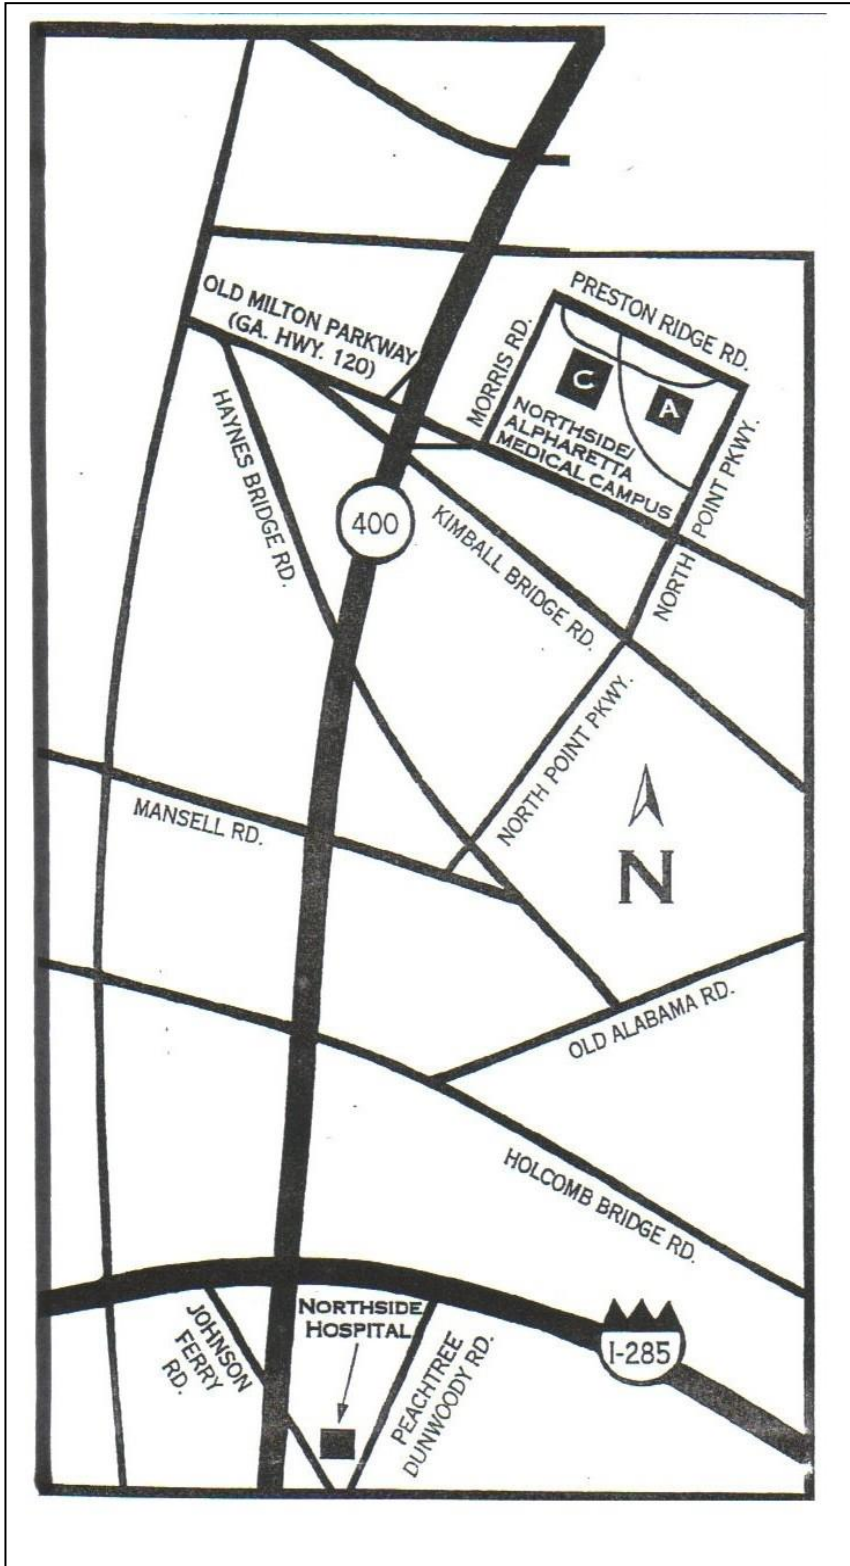 OLD MILTON PARKWAY
(GA. HWY. 120)
PRESTON RIDGE RD.
MORRIS RD.
C
A
NORTHSIDE/
ALPHARETTA
MEDICAL CAMPUS
NORTH POINT PKWY.
HAYNES BRIDGE RD.
400
KIMBALL BRIDGE RD.
NORTH POINT PKWY.
MANSELL RD.
N
OLD ALABAMA RD.
HOLCOMB BRIDGE RD.
NORTHSIDE
HOSPITAL
JOHNSON
FERRY
RD.
PEACHTREE
DUNWOODY RD.
I-285